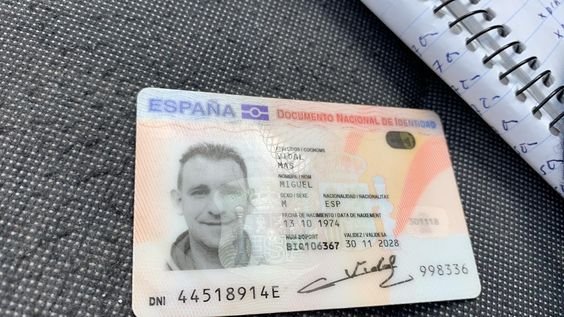 ESPAÑA DOCUMENTO NACIONAL DE IDENTIDAD
APELLIDOS / COGNOMS
VIDAL
MAS
NOMBRE / NOM
MIGUEL
SEXO / SEXE NACIONALIDAD / NACIONALITAT
M ESP
FECHA DE NACIMIENTO / DATA DE NAIXEMENT
13 10 1974
NUM SOPORT VALIDEZ / VALIDESA
BIQ106367 30 11 2028
301118
Vidal
998336
DNI 44518914E